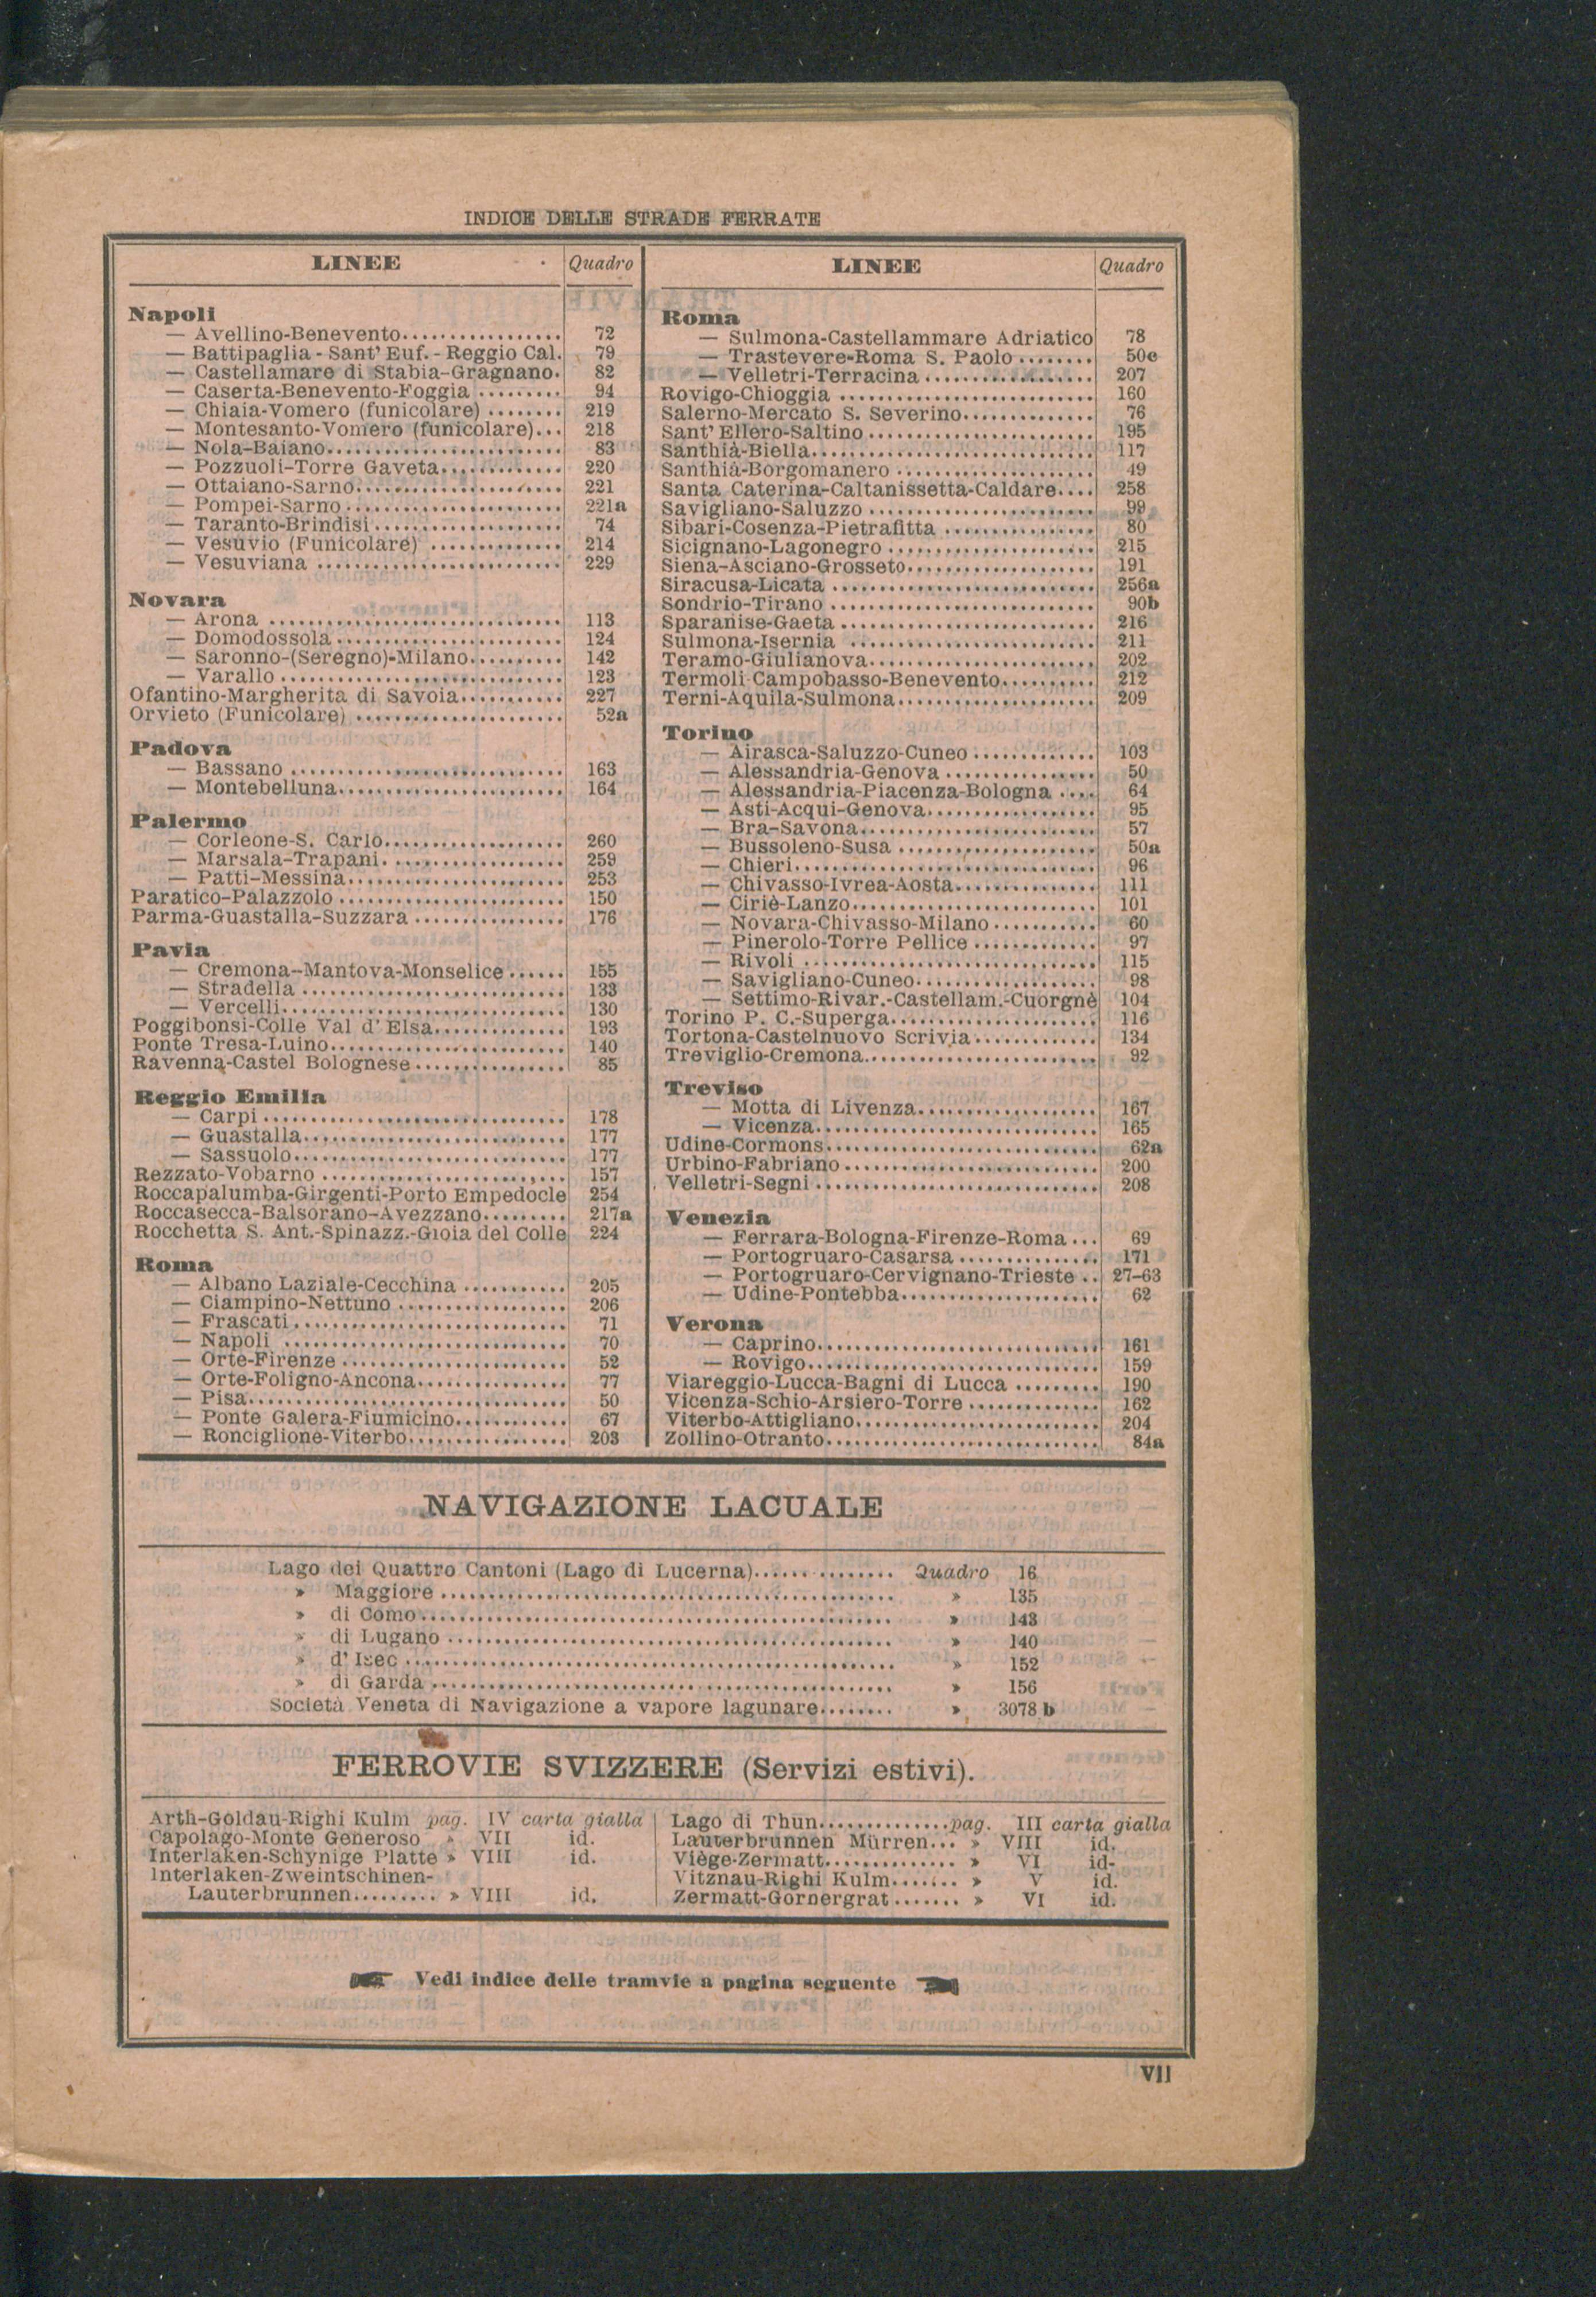 INDICE DELLE STRADE FERRATE
LINEE Quadro
Napoli
— Avellino-Benevento................. 72
— Battipaglia - Sant' Euf. - Reggio Cal. 79
— Castellamare di Stabia-Gragnano. 82
— Caserta-Benevento-Foggia ......... 94
— Chiaia-Vomero (funicolare) ........ 219
— Montesanto-Vomero (funicolare)... 218
— Nola-Baiano......................... 83
— Pozzuoli-Torre Gaveta............. 220
— Ottaiano-Sarno...................... 221
— Pompei-Sarno....................... 221a
— Taranto-Brindisi.................... 74
— Vesuvio (Funicolare) .............. 214
— Vesuviana .......................... 229
Novara
— Arona ............................... 113
— Domodossola........................ 124
— Saronno-(Seregno)-Milano.......... 142
— Varallo.............................. 123
Ofantino-Margherita di Savoia........... 227
Orvieto (Funicolare) ...................... 52a
Padova
— Bassano ............................. 163
— Montebelluna........................ 164
Palermo
— Corleone-S. Carlo................... 260
— Marsala-Trapani.................... 259
— Patti-Messina....................... 253
Paratico-Palazzolo........................ 150
Parma-Guastalla-Suzzara ................ 176
Pavia
— Cremona-Mantova-Monselice...... 155
— Stradella ............................ 133
— Vercelli.............................. 130
Poggibonsi-Colle Val d' Elsa.............. 193
Ponte Tresa-Luino......................... 140
Ravenna-Castel Bolognese................ 85
Reggio Emilia
— Carpi................................ 178
— Guastalla............................ 177
— Sassuolo............................. 177
Rezzato-Vobarno .......................... 157
Roccapalumba-Girgenti-Porto Empedocle 254
Roccasecca-Balsorano-Avezzano......... 217a
Rocchetta S. Ant.-Spinazz.-Gioia del Colle 224
Roma
— Albano Laziale-Cecchina ........... 205
— Ciampino-Nettuno .................. 206
— Frascati............................. 71
— Napoli .............................. 70
— Orte-Firenze........................ 52
— Orte-Foligno-Ancona................ 77
— Pisa.................................. 50
— Ponte Galera-Fiumicino............ 67
— Ronciglione-Viterbo................. 203
LINEE Quadro
Roma
— Sulmona-Castellammare Adriatico 78
— Trastevere-Roma S. Paolo ........ 50c
— Velletri-Terracina.................. 207
Rovigo-Chioggia ........................... 160
Salerno-Mercato S. Severino.............. 76
Sant' Ellero-Saltino........................ 195
Santhià-Biella.............................. 117
Santhià-Borgomanero ..................... 49
Santa Caterina-Caltanissetta-Caldare.... 258
Savigliano-Saluzzo ........................ 99
Sibari-Cosenza-Pietrafitta ................ 80
Sicignano-Lagonegro...................... 215
Siena-Asciano-Grosseto.................... 191
Siracusa-Licata ............................ 256a
Sondrio-Tirano ............................ 90b
Sparanise-Gaeta........................... 216
Sulmona-Isernia .......................... 211
Teramo-Giulianova........................ 202
Termoli-Campobasso-Benevento.......... 212
Terni-Aquila-Sulmona..................... 209
Torino
— Airasca-Saluzzo-Cuneo............. 103
— Alessandria-Genova ................ 50
— Alessandria-Piacenza-Bologna .... 64
— Asti-Acqui-Genova.................. 95
— Bra-Savona......................... 57
— Bussoleno-Susa ..................... 50a
— Chieri............................... 96
— Chivasso-Ivrea-Aosta............... 111
— Ciriè-Lanzo.......................... 101
— Novara-Chivasso-Milano........... 60
— Pinerolo-Torre Pellice ............. 97
— Rivoli ............................... 115
— Savigliano-Cuneo................... 98
— Settimo-Rivar.-Castellam.-Cuorgnè 104
Torino P. C.-Superga...................... 116
Tortona-Castelnuovo Scrivia............. 134
Treviglio-Cremona......................... 92
Treviso
— Motta di Livenza................... 167
— Vicenza.............................. 165
Udine-Cormons............................. 62a
Urbino-Fabriano........................... 200
Velletri-Segni.............................. 208
Venezia
— Ferrara-Bologna-Firenze-Roma... 69
— Portogruaro-Casarsa ............... 171
— Portogruaro-Cervignano-Trieste .. 27-63
— Udine-Pontebba..................... 62
Verona
— Caprino.............................. 161
— Rovigo............................... 159
Viareggio-Lucca-Bagni di Lucca ......... 190
Vicenza-Schio-Arsiero-Torre .............. 162
Viterbo-Attigliano.......................... 204
Zollino-Otranto............................. 84a
NAVIGAZIONE LACUALE
Lago dei Quattro Cantoni (Lago di Lucerna)............... Quadro 16
» Maggiore ................................................ » 135
» di Como.................................................. » 143
» di Lugano ............................................... » 140
» d' Iseo .................................................... » 152
» di Garda ................................................. » 156
Società Veneta di Navigazione a vapore lagunare........ » 3078 b
FERROVIE SVIZZERE (Servizi estivi).
Arth-Goldau-Righi Kulm pag. IV carta gialla
Capolago-Monte Generoso » VII id.
Interlaken-Schynige Platte » VIII id.
Interlaken-Zweintschinen-
Lauterbrunnen......... » VIII id.
Lago di Thun..............pag. III carta gialla
Lauterbrunnen Mürren... » VIII id.
Viège-Zermatt.............. » VI id-
Vitznau-Righi Kulm....... » V id.
Zermatt-Gornergrat....... » VI id.
Vedi indice delle tramvie a pagina seguente
VII